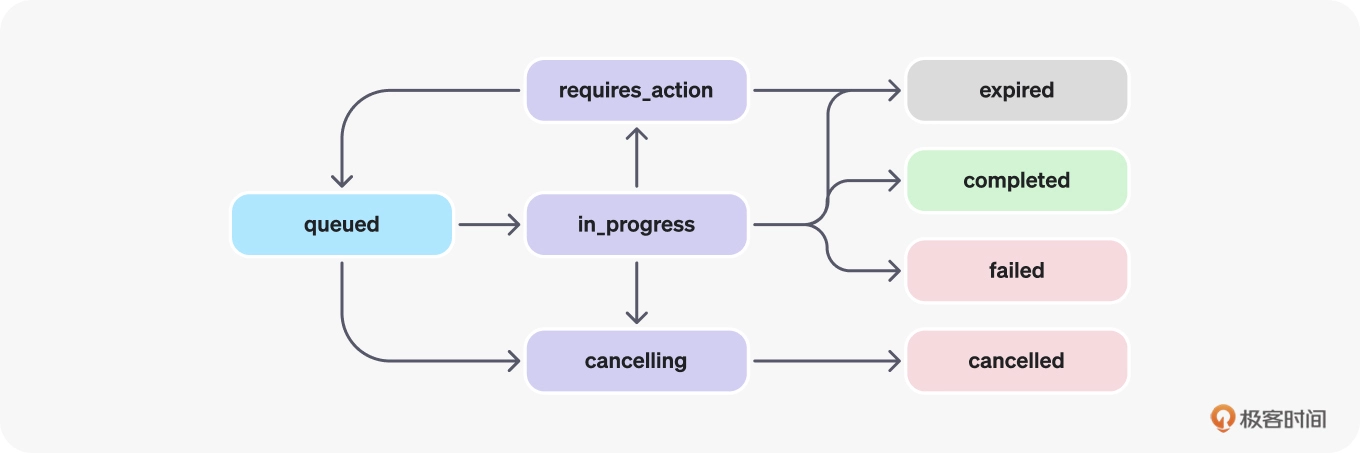 requires_action
expired
completed
queued
in_progress
failed
cancelling
cancelled
极客时间